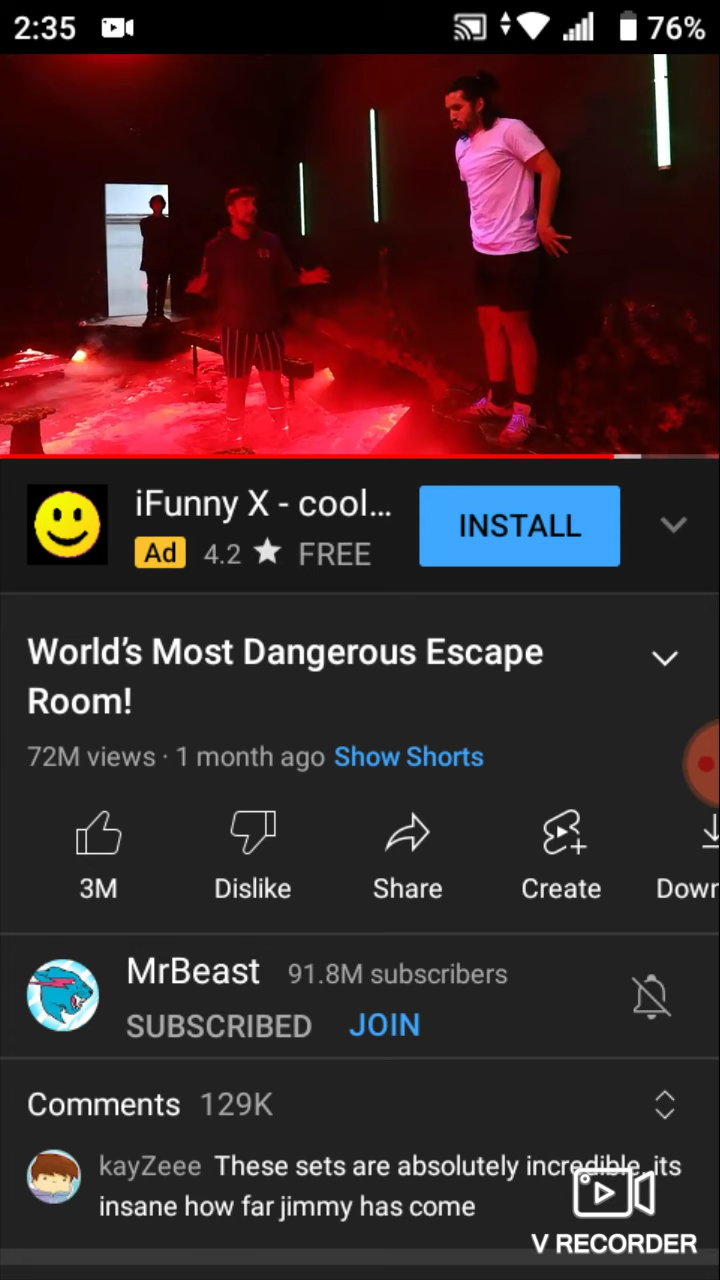 2:35 76%
iFunny X - cool...
INSTALL
Ad 4.2 ★ FREE
World's Most Dangerous Escape
Room!
72M views · 1 month ago Show Shorts
3M Dislike Share Create Down
MrBeast 91.8M subscribers
SUBSCRIBED JOIN
Comments 129K
kayZeee These sets are absolutely incredible, its
insane how far jimmy has come
V RECORDER